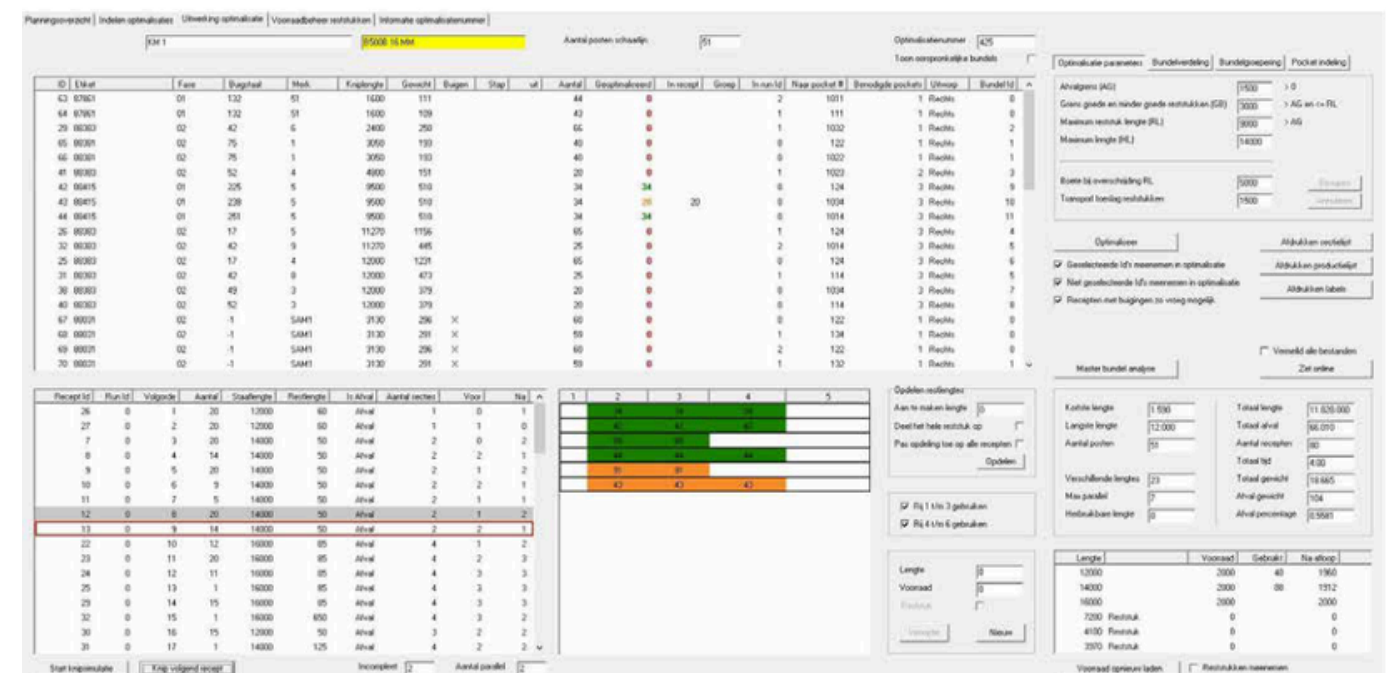 Planningsoverzicht | Indelen optimalisaties | Uitwerking optimalisatie | Voorraadbeheer reststukken | Informatie optimalisatienummer
KM 1 B500B 16 MM Aantal posten schaarlijn 51 Optimalisatienummer 425
Toon oorspronkelijke bundels
ID Etiket Fase Buigstaal Merk Kniplengte Gewicht Buigen Stap uit Aantal Geoptimaliseerd In recept Groep In run Id Naar pocket # Benodigde pockets Uitworp Bundel Id
63 01 132 51 1600 111 44 0 2 1011 1 Rechts 0
64 01 132 51 1600 109 43 0 1 111 1 Rechts 0
29 02 42 6 2400 250 66 0 1 1002 1 Rechts 2
65 02 75 1 3050 193 40 0 0 122 1 Rechts 1
66 02 75 1 3050 193 40 0 0 1022 1 Rechts 1
41 02 52 4 4800 151 20 0 1 1023 2 Rechts 3
42 00415 01 225 5 9500 510 34 34 0 124 3 Rechts 9
43 00415 01 238 5 9500 510 34 20 20 0 1034 3 Rechts 10
44 00415 01 251 5 9500 510 34 34 0 1014 3 Rechts 11
26 02 17 5 11270 1156 65 0 1 124 3 Rechts 4
32 02 42 9 11270 445 25 0 2 1014 3 Rechts 5
25 02 17 4 12000 1231 65 0 0 124 3 Rechts 6
31 02 42 8 12000 473 25 0 1 114 3 Rechts 5
38 02 49 3 12000 379 20 0 0 1034 3 Rechts 7
40 02 52 3 12000 379 20 0 0 114 3 Rechts 8
67 02 -1 SAM1 3130 296 X 60 0 0 122 1 Rechts 0
68 02 -1 SAM1 3130 291 X 59 0 1 134 1 Rechts 0
69 02 -1 SAM1 3130 296 X 60 0 2 122 1 Rechts 0
70 02 -1 SAM1 3130 291 X 59 0 1 132 1 Rechts 1
Optimalisatie parameters | Bundelverdeling | Bundelgroepering | Pocket indeling
Afvalgrens (AG) 1500 > 0
Grens goede en minder goede reststukken (GB) 3000 > AG en <= RL
Maximum reststuk lengte (RL) 9000 > AG
Maximum lengte (ML) 14000
Boete bij overschrijding RL 5000
Transport toeslag reststukken 1500
Optimaliseer Afdrukken sectielijst
Geselecteerde Id's meenemen in optimalisatie Afdrukken productielijst
Niet geselecteerde Id's meenemen in optimalisatie Afdrukken labels
Recepten met buigingen zo vroeg mogelijk.
Vermeld alle bestanden
Master bundel analyse Zet online
Recept Id Run Id Volgorde Aantal Staaflengte Restlengte Is Afval Aantal recties Voor Na
26 0 1 20 12000 60 Afval 1 0 1
27 0 2 20 12000 60 Afval 1 1 0
7 0 3 20 14000 50 Afval 2 0 2
8 0 4 14 14000 50 Afval 2 2 1
9 0 5 20 14000 50 Afval 2 1 2
10 0 6 9 14000 50 Afval 2 2 1
11 0 7 5 14000 50 Afval 2 1 1
12 0 8 20 14000 50 Afval 2 1 2
13 0 9 14 14000 50 Afval 2 2 1
22 0 10 12 16000 85 Afval 4 1 2
23 0 11 20 16000 85 Afval 4 2 3
24 0 12 11 16000 85 Afval 4 3 3
25 0 13 1 16000 85 Afval 4 3 3
29 0 14 15 16000 85 Afval 4 3 3
32 0 15 1 16000 650 Afval 4 3 2
30 0 16 15 12000 50 Afval 3 2 2
31 0 17 1 14000 125 Afval 4 2 2
Start knipsimulatie Knip volgend recept Incompleet 2 Aantal parallel 2
1 2 3 4 5
42 42
44 44 44
91 91
43 43 43
Opdelen restlengtes
Aan te maken lengte 0
Deel het hele reststuk op
Pas opdeling toe op alle recepten
Opdelen
Rij 1 t/m 3 gebruiken
Rij 4 t/m 6 gebruiken
Lengte 0
Voorraad 0
Reststuk
Nieuw
Kortste lengte 1.590 Totaal lengte 11.826.000
Langste lengte 12.000 Totaal afval 66.010
Aantal posten 51 Aantal recepten 80
Totaal tijd 4:00
Verschillende lengtes 23 Totaal gewicht 18.665
Max parallel 7 Afval gewicht 104
Herbruikbare lengte 0 Afval percentage 0.5581
Lengte Voorraad Gebruikt Na afloop
12000 2000 40 1960
14000 2000 88 1912
16000 2000 2000
7200 Reststuk 0 0
4100 Reststuk 0 0
3970 Reststuk 0 0
Voorraad opnieuw laden Reststukken meenemen